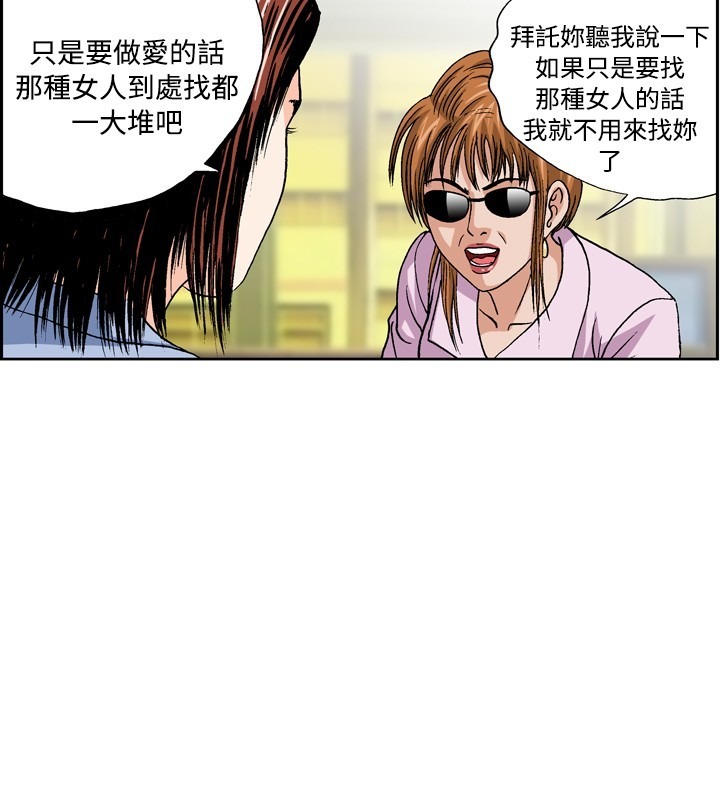 只是要做愛的話
那種女人到處找都
一大堆吧
拜託妳聽我說一下
如果只是要找
那種女人的話
我就不用來找妳
了